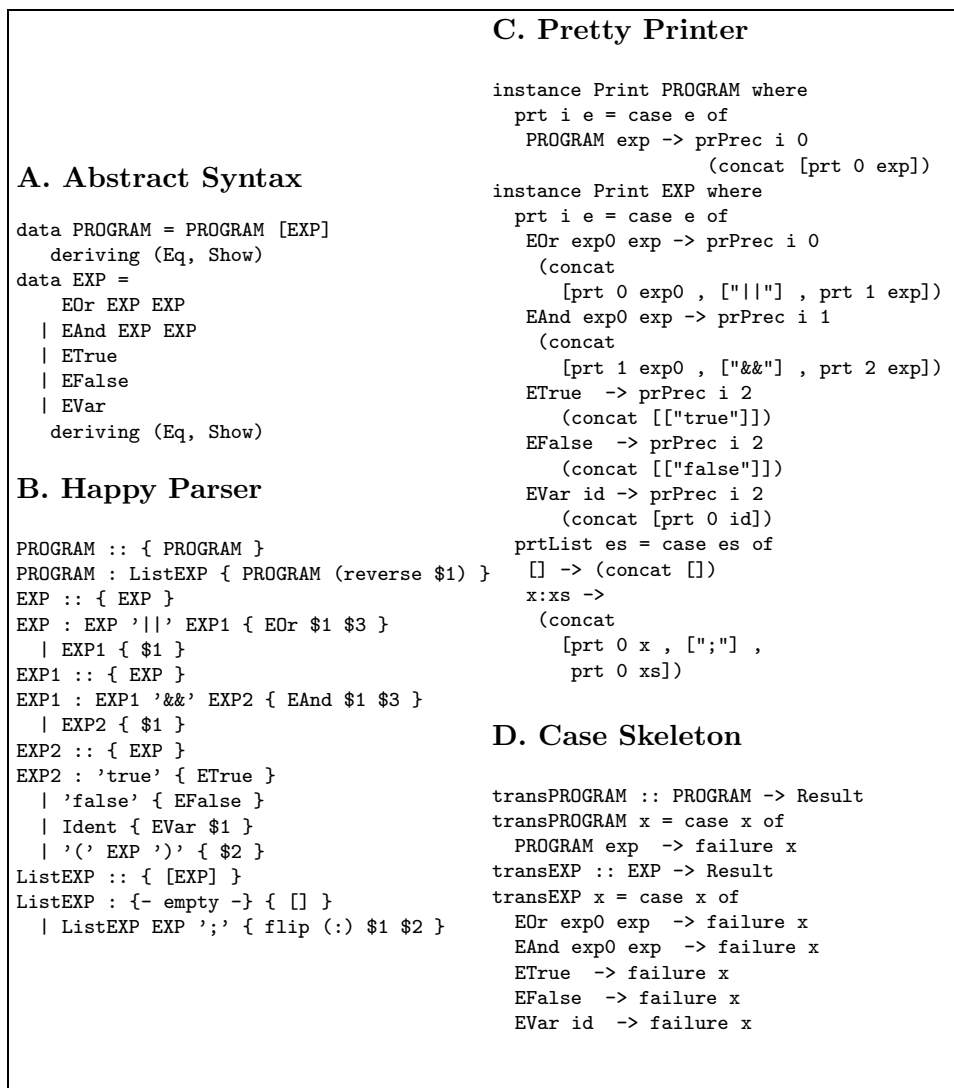 A. Abstract Syntax
data PROGRAM = PROGRAM [EXP]
   deriving (Eq, Show)
data EXP =
    EOr EXP EXP
  | EAnd EXP EXP
  | ETrue
  | EFalse
  | EVar
   deriving (Eq, Show)
B. Happy Parser
PROGRAM :: { PROGRAM }
PROGRAM : ListEXP { PROGRAM (reverse $1) }
EXP :: { EXP }
EXP : EXP '||' EXP1 { EOr $1 $3 }
  | EXP1 { $1 }
EXP1 :: { EXP }
EXP1 : EXP1 '&&' EXP2 { EAnd $1 $3 }
  | EXP2 { $1 }
EXP2 :: { EXP }
EXP2 : 'true' { ETrue }
  | 'false' { EFalse }
  | Ident { EVar $1 }
  | '(' EXP ')' { $2 }
ListEXP :: { [EXP] }
ListEXP : {- empty -} { [] }
  | ListEXP EXP ';' { flip (:) $1 $2 }
C. Pretty Printer
instance Print PROGRAM where
  prt i e = case e of
   PROGRAM exp -> prPrec i 0
                   (concat [prt 0 exp])
instance Print EXP where
  prt i e = case e of
   EOr exp0 exp -> prPrec i 0
    (concat
      [prt 0 exp0 , ["||"] , prt 1 exp])
   EAnd exp0 exp -> prPrec i 1
    (concat
      [prt 1 exp0 , ["&&"] , prt 2 exp])
   ETrue  -> prPrec i 2
      (concat [["true"]])
   EFalse  -> prPrec i 2
      (concat [["false"]])
   EVar id -> prPrec i 2
      (concat [prt 0 id])
  prtList es = case es of
   [] -> (concat [])
   x:xs ->
    (concat
      [prt 0 x , [";"] ,
       prt 0 xs])
D. Case Skeleton
transPROGRAM :: PROGRAM -> Result
transPROGRAM x = case x of
  PROGRAM exp  -> failure x
transEXP :: EXP -> Result
transEXP x = case x of
  EOr exp0 exp  -> failure x
  EAnd exp0 exp  -> failure x
  ETrue  -> failure x
  EFalse  -> failure x
  EVar id  -> failure x